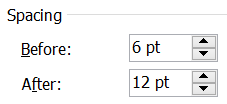 Spacing
Before: 6 pt
After: 12 pt